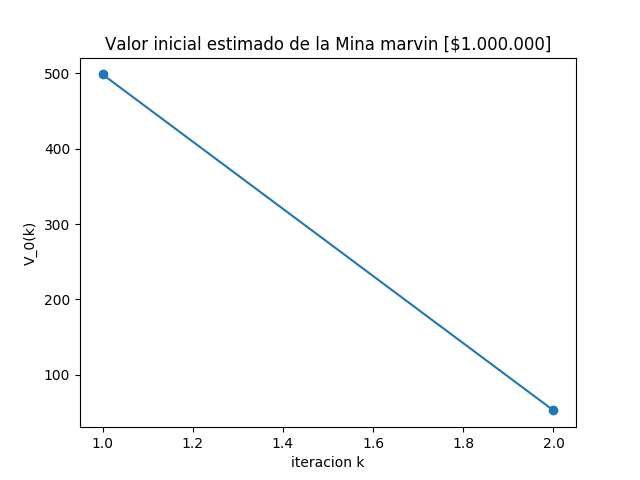 Valor inicial estimado de la Mina marvin [$1.000.000]
V_0(k)
500
400
300
200
100
1.0 1.2 1.4 1.6 1.8 2.0
iteracion k